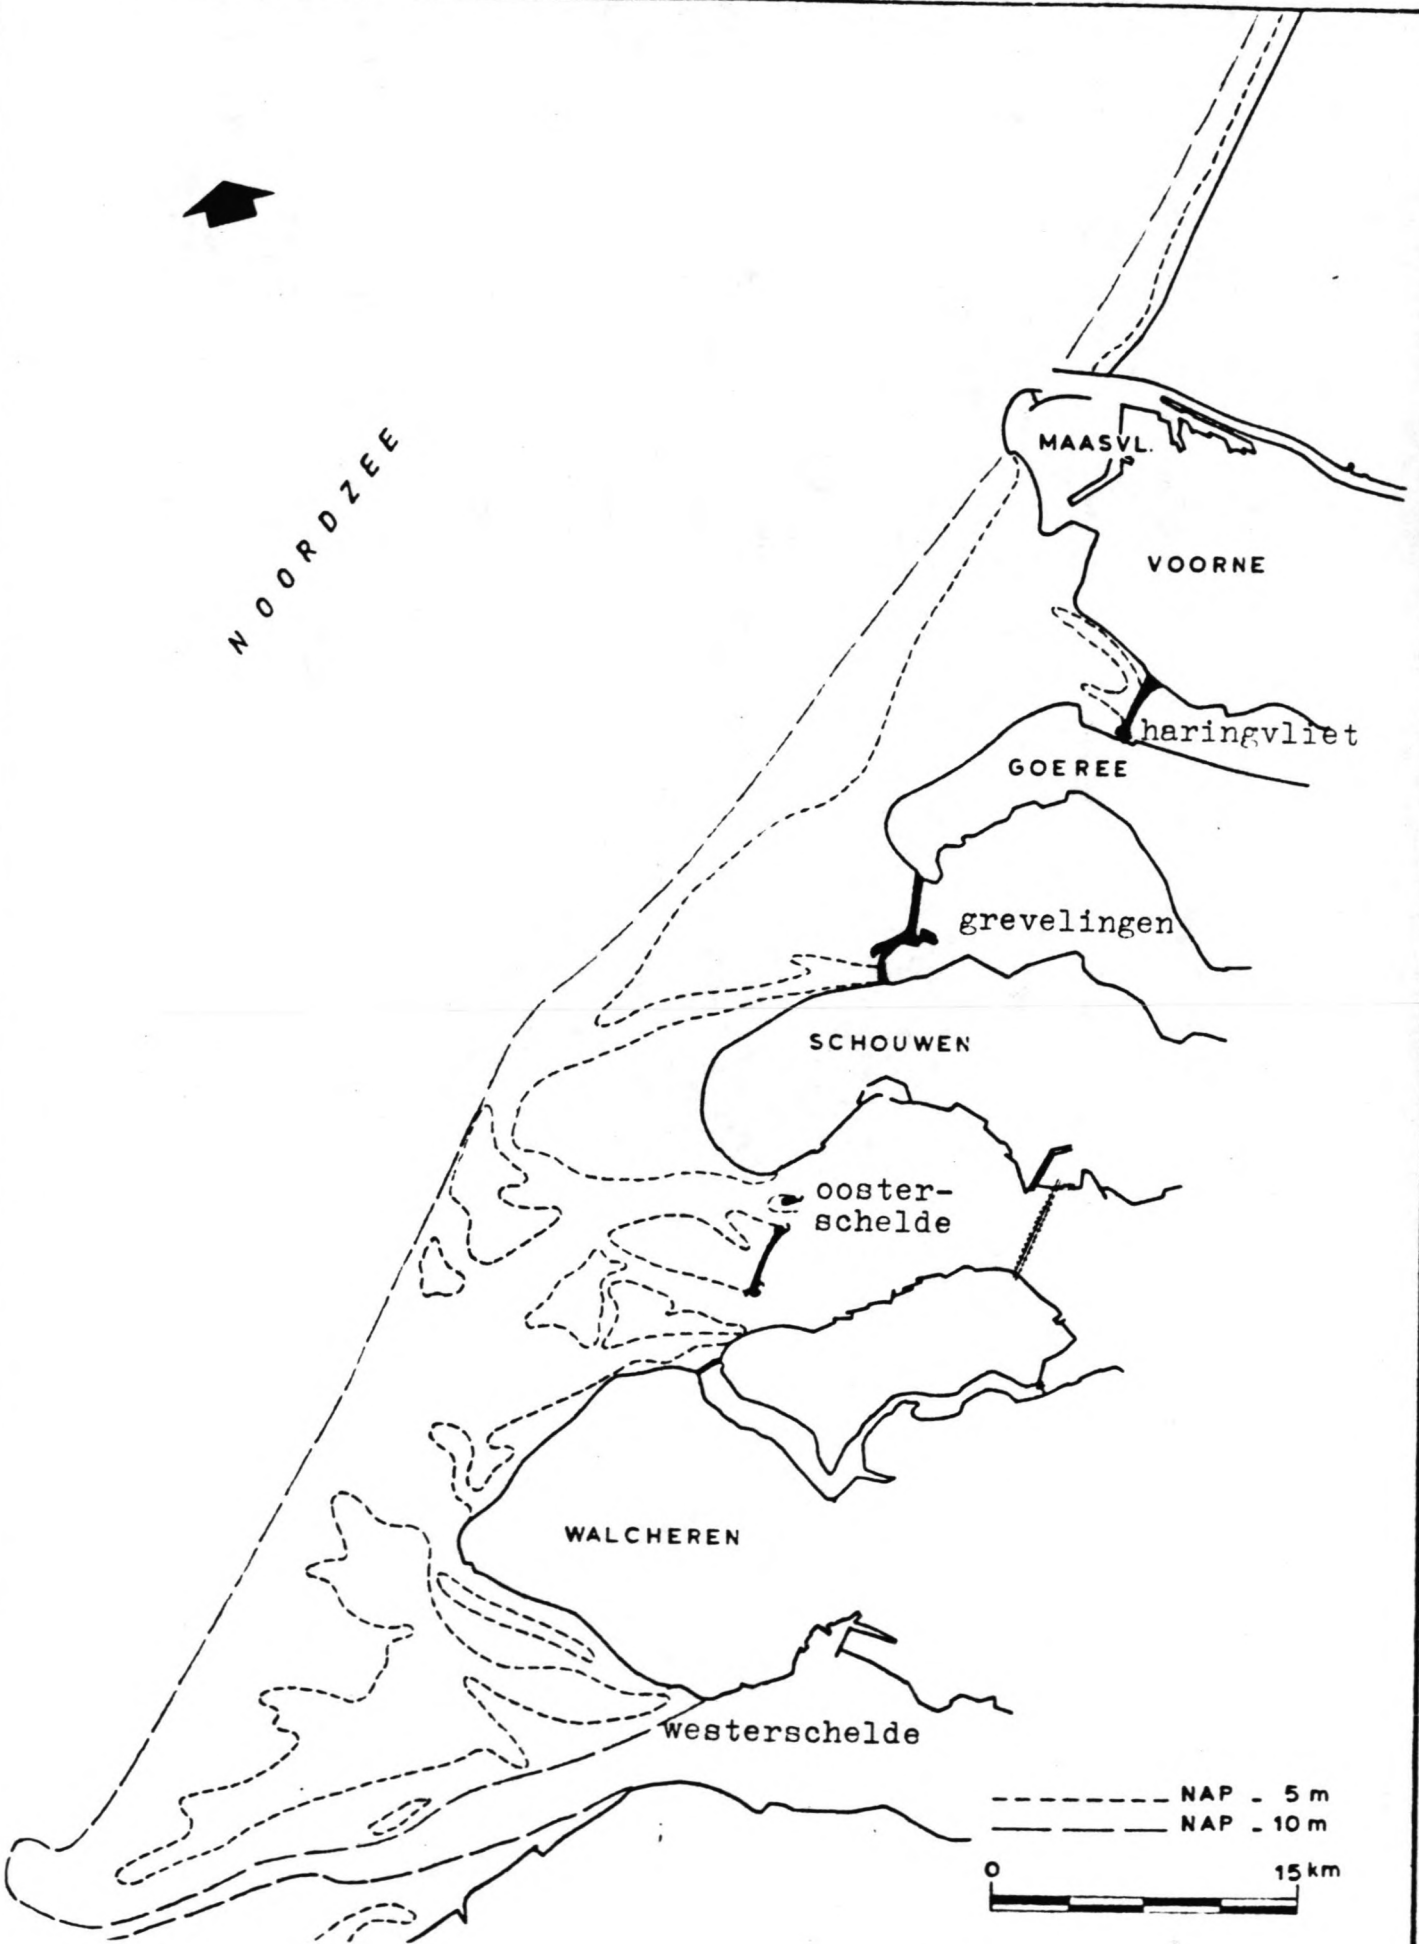 NOORDZEE
MAASVL.
VOORNE
haringvliet
GOEREE
grevelingen
SCHOUWEN
ooster-
schelde
WALCHEREN
westerschelde
NAP - 5 m
NAP - 10 m
0 15 km